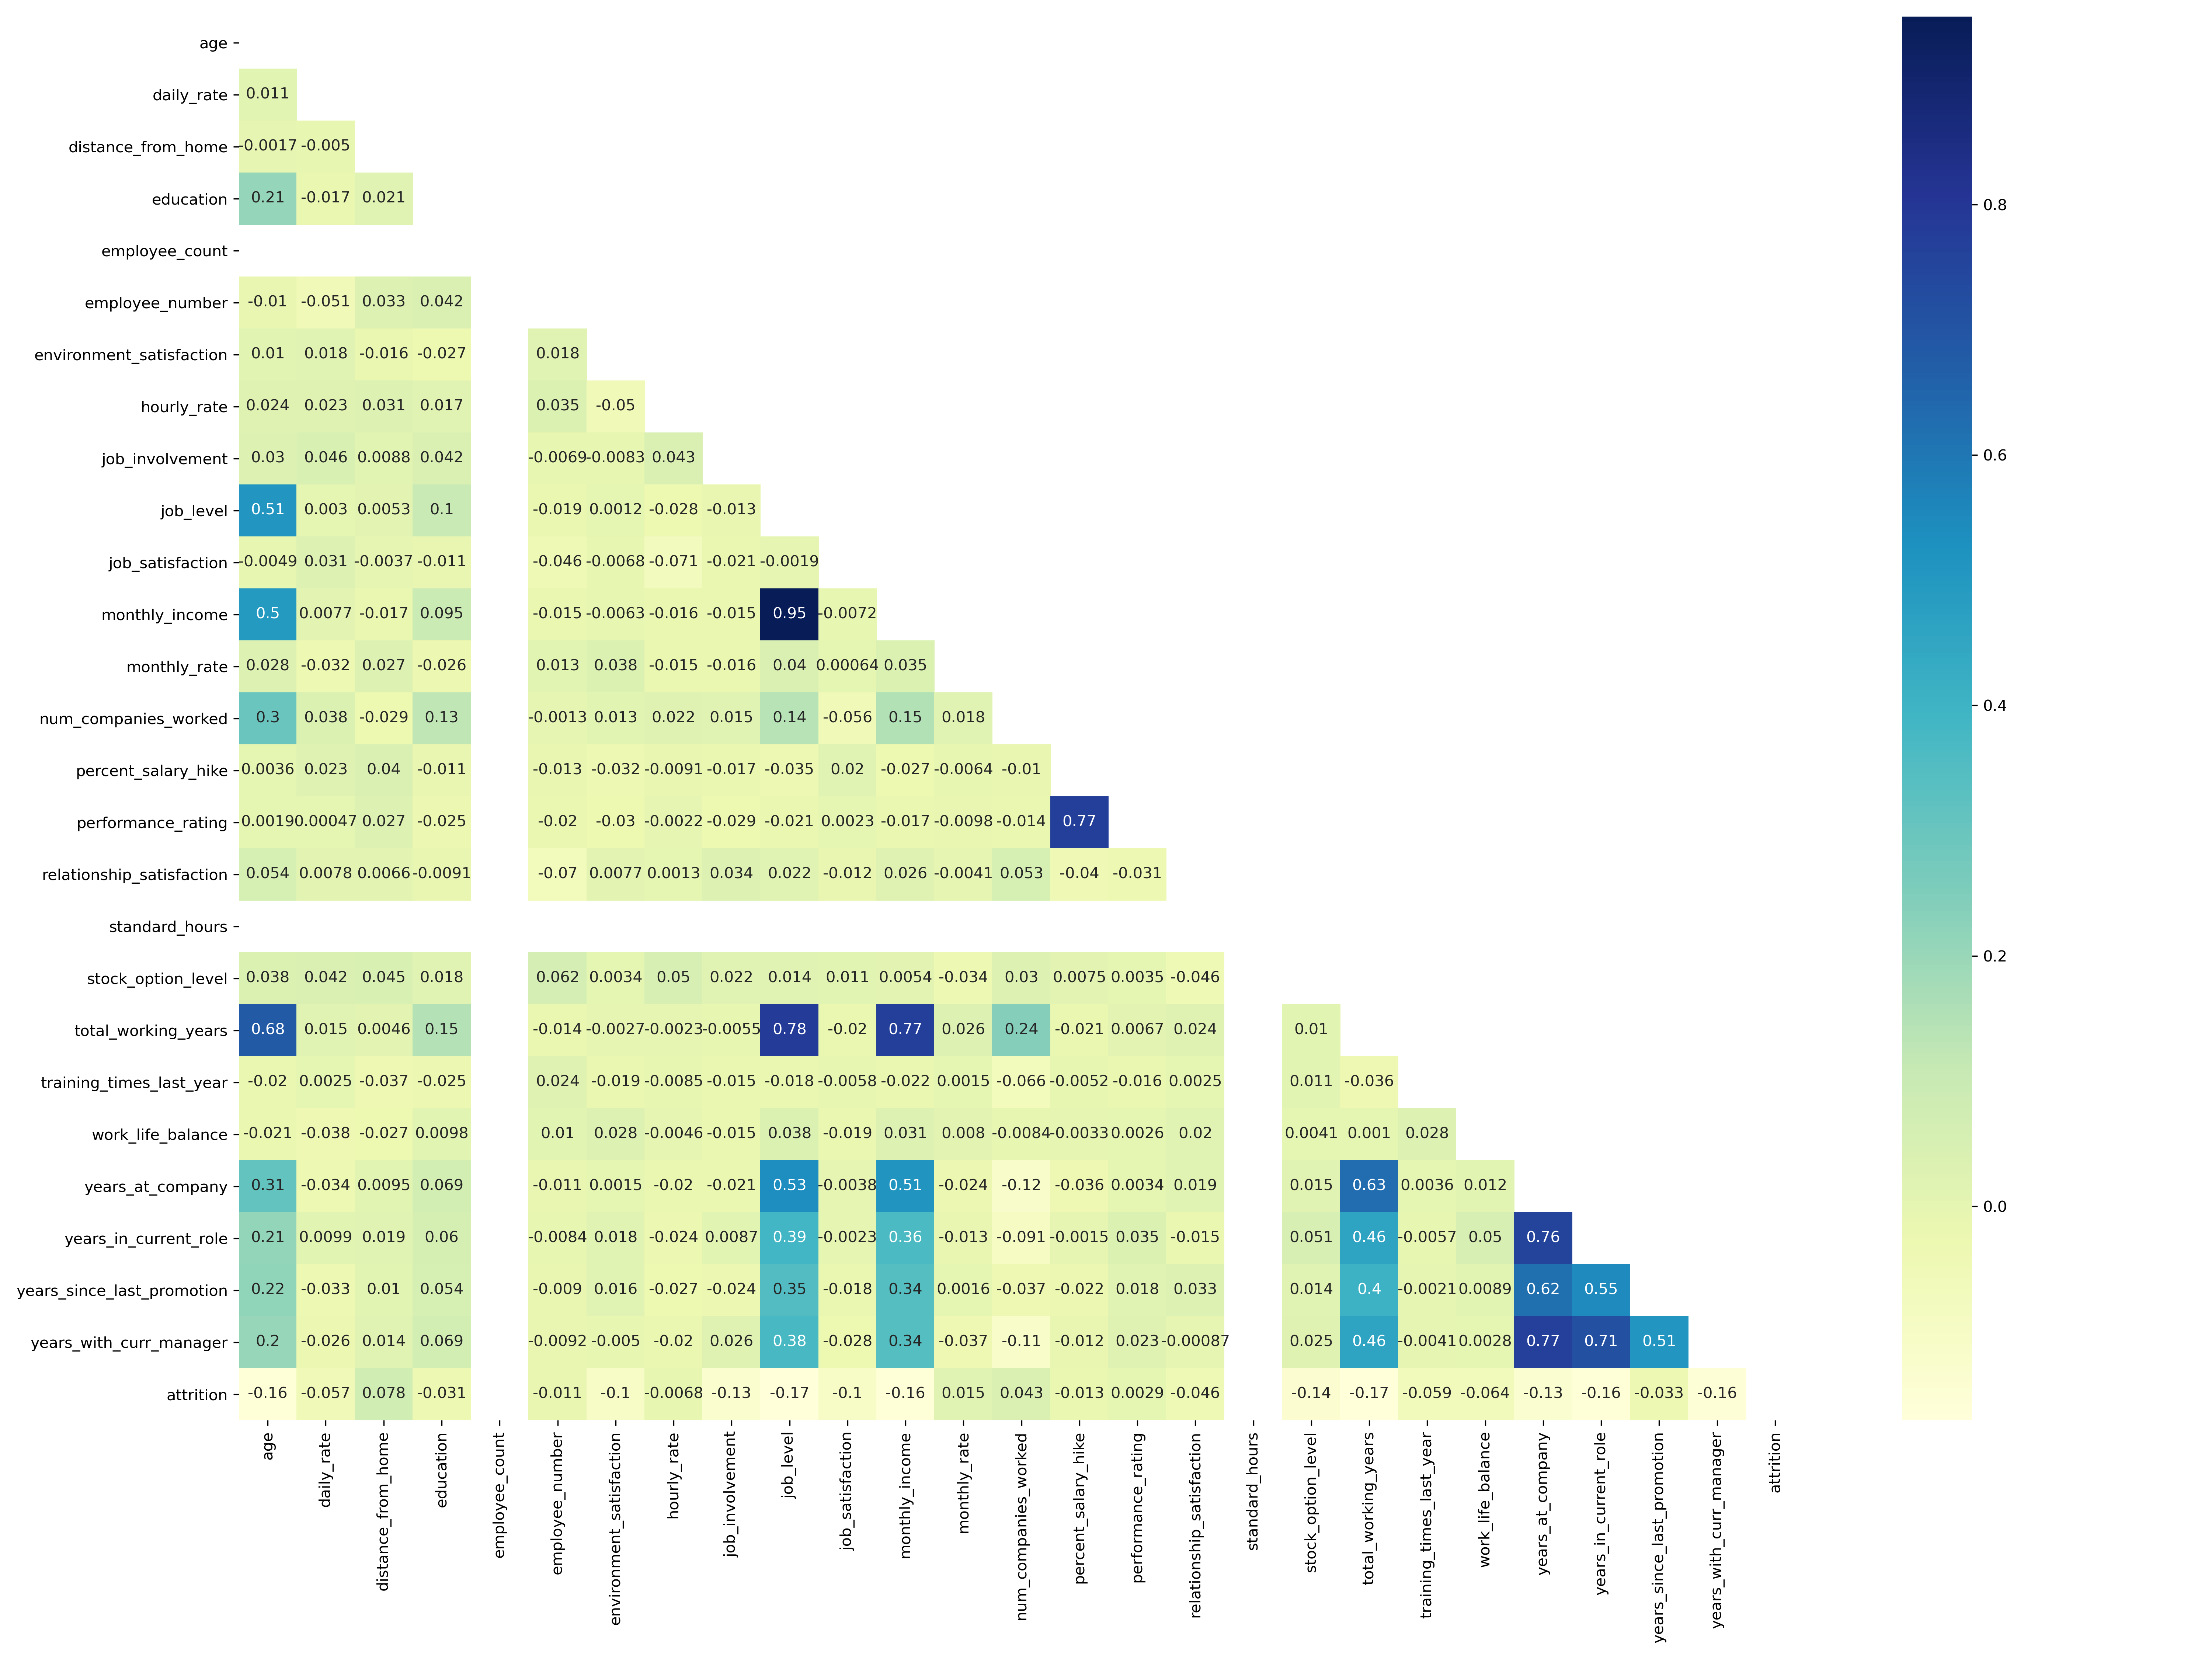 age
daily_rate 0.011
distance_from_home -0.0017 -0.005
education 0.21 -0.017 0.021 0.8
employee_count
employee_number -0.01 -0.051 0.033 0.042
environment_satisfaction 0.01 0.018 -0.016 -0.027 0.018
hourly_rate 0.024 0.023 0.031 0.017 0.035 -0.05
job_involvement 0.03 0.046 0.0088 0.042 -0.0069 -0.0083 0.043 0.6
job_level 0.51 0.003 0.0053 0.1 -0.019 0.0012 -0.028 -0.013
job_satisfaction -0.0049 0.031 -0.0037 -0.011 -0.046 -0.0068 -0.071 -0.021 -0.0019
monthly_income 0.5 0.0077 -0.017 0.095 -0.015 -0.0063 -0.016 -0.015 0.95 -0.0072
monthly_rate 0.028 -0.032 0.027 -0.026 0.013 0.038 -0.015 -0.016 0.04 0.00064 0.035
num_companies_worked 0.3 0.038 -0.029 0.13 -0.0013 0.013 0.022 0.015 0.14 -0.056 0.15 0.018 0.4
percent_salary_hike 0.0036 0.023 0.04 -0.011 -0.013 -0.032 -0.0091 -0.017 -0.035 0.02 -0.027 -0.0064 -0.01
performance_rating 0.0019 0.00047 0.027 -0.025 -0.02 -0.03 -0.0022 -0.029 -0.021 0.0023 -0.017 -0.0098 -0.014 0.77
relationship_satisfaction 0.054 0.0078 0.0066 -0.0091 -0.07 0.0077 0.0013 0.034 0.022 -0.012 0.026 -0.0041 0.053 -0.04 -0.031
standard_hours
0.2
stock_option_level 0.038 0.042 0.045 0.018 0.062 0.0034 0.05 0.022 0.014 0.011 0.0054 -0.034 0.03 0.0075 0.0035 -0.046
total_working_years 0.68 0.015 0.0046 0.15 -0.014 -0.0027 -0.0023 -0.0055 0.78 -0.02 0.77 0.026 0.24 -0.021 0.0067 0.024 0.01
training_times_last_year -0.02 0.0025 -0.037 -0.025 0.024 -0.019 -0.0085 -0.015 -0.018 -0.0058 -0.022 0.0015 -0.066 -0.0052 -0.016 0.0025 0.011 -0.036
work_life_balance -0.021 -0.038 -0.027 0.0098 0.01 0.028 -0.0046 -0.015 0.038 -0.019 0.031 0.008 -0.0084 -0.0033 0.0026 0.02 0.0041 0.001 0.028
years_at_company 0.31 -0.034 0.0095 0.069 -0.011 0.0015 -0.02 -0.021 0.53 -0.0038 0.51 -0.024 -0.12 -0.036 0.0034 0.019 0.015 0.63 0.0036 0.012
0.0
years_in_current_role 0.21 0.0099 0.019 0.06 -0.0084 0.018 -0.024 0.0087 0.39 -0.0023 0.36 -0.013 -0.091 -0.0015 0.035 -0.015 0.051 0.46 -0.0057 0.05 0.76
years_since_last_promotion 0.22 -0.033 0.01 0.054 -0.009 0.016 -0.027 -0.024 0.35 -0.018 0.34 0.0016 -0.037 -0.022 0.018 0.033 0.014 0.4 -0.0021 0.0089 0.62 0.55
years_with_curr_manager 0.2 -0.026 0.014 0.069 -0.0092 -0.005 -0.02 0.026 0.38 -0.028 0.34 -0.037 -0.11 -0.012 0.023 -0.00087 0.025 0.46 -0.0041 0.0028 0.77 0.71 0.51
attrition -0.16 -0.057 0.078 -0.031 -0.011 -0.1 -0.0068 -0.13 -0.17 -0.1 -0.16 0.015 0.043 -0.013 0.0029 -0.046 -0.14 -0.17 -0.059 -0.064 -0.13 -0.16 -0.033 -0.16
age
daily_rate
distance_from_home
education
employee_count
employee_number
environment_satisfaction
hourly_rate
job_involvement
job_level
job_satisfaction
monthly_income
monthly_rate
num_companies_worked
percent_salary_hike
performance_rating
relationship_satisfaction
standard_hours
stock_option_level
total_working_years
training_times_last_year
work_life_balance
years_at_company
years_in_current_role
years_since_last_promotion
years_with_curr_manager
attrition